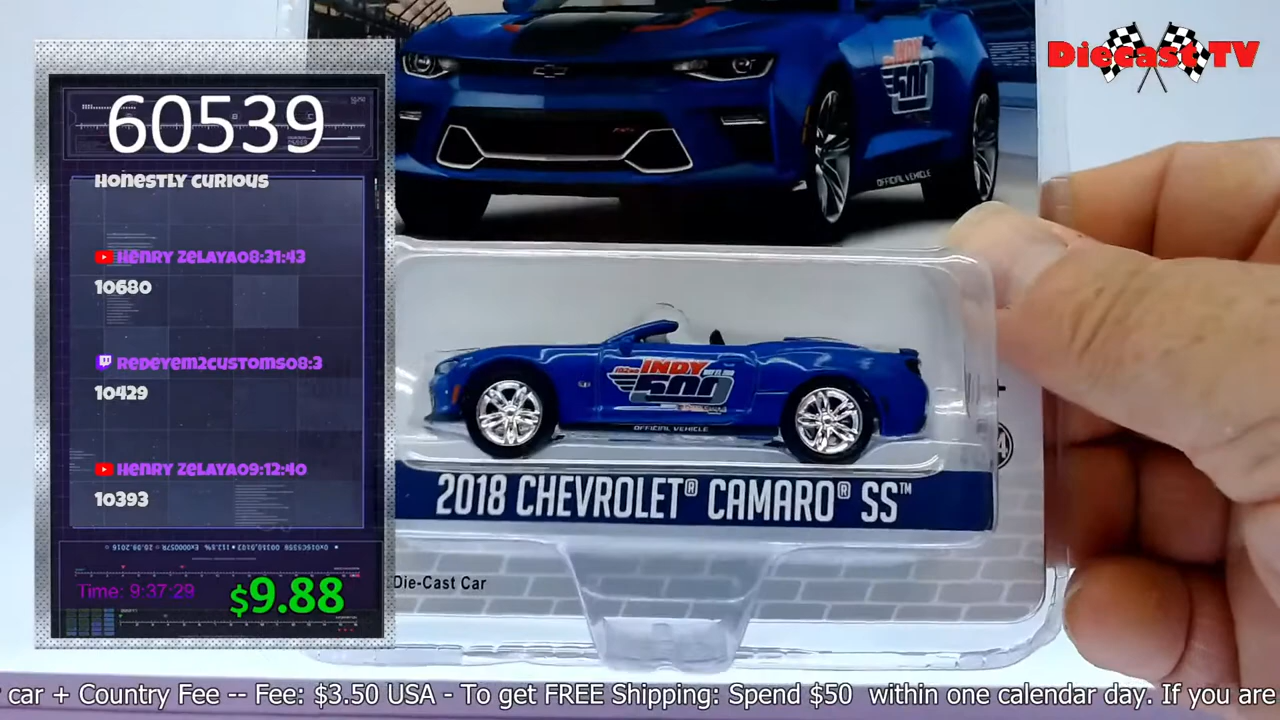 Diecast TV
60539
HONESTLY CURIOUS
HENRY ZELAYA08:31:43
10680
REDEYEM2CUSTOMS08:3
10429
HENRY ZELAYA09:12:40
10393
Time: 9:37:29
$9.88
INDY
500
OFFICIAL VEHICLE
INDY
500
OFFICIAL VEHICLE
2018 CHEVROLET® CAMARO® SS™
Die-Cast Car
car + Country Fee -- Fee: $3.50 USA - To get FREE Shipping: Spend $50 within one calendar day. If you are